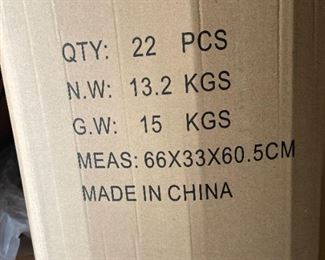 QTY: 22 PCS
N.W: 13.2 KGS
G.W: 15 KGS
MEAS: 66X33X60.5CM
MADE IN CHINA